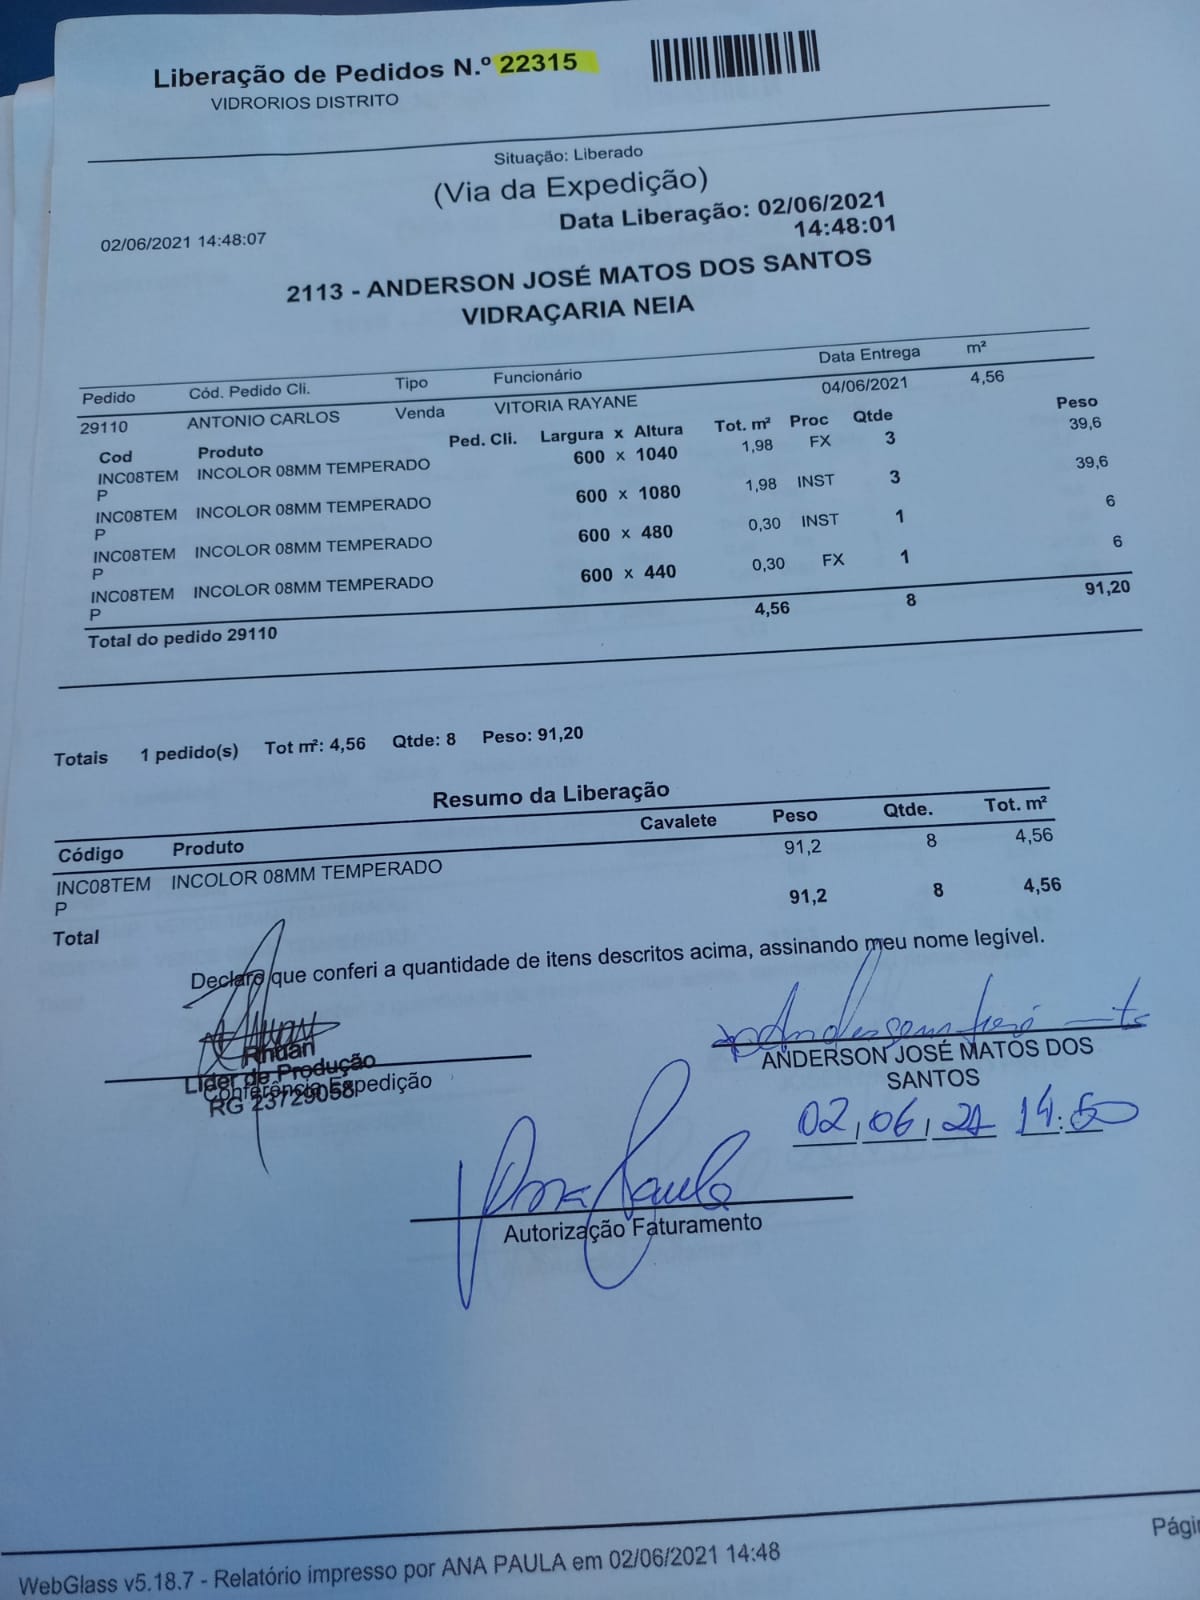 Liberação de Pedidos N.º 22315
VIDRORIOS DISTRITO
Situação: Liberado
(Via da Expedição)
Data Liberação: 02/06/2021
14:48:01
02/06/2021 14:48:07
2113 - ANDERSON JOSÉ MATOS DOS SANTOS
VIDRAÇARIA NEIA
Pedido Cód. Pedido Cli. Tipo Funcionário Data Entrega m²
29110 ANTONIO CARLOS Venda VITORIA RAYANE 04/06/2021 4,56
Cod Produto Ped. Cli. Largura x Altura Tot. m² Proc Qtde Peso
INC08TEM INCOLOR 08MM TEMPERADO 600 x 1040 1,98 FX 3 39,6
P
INC08TEM INCOLOR 08MM TEMPERADO 600 x 1080 1,98 INST 3 39,6
P
INC08TEM INCOLOR 08MM TEMPERADO 600 x 480 0,30 INST 1 6
P
INC08TEM INCOLOR 08MM TEMPERADO 600 x 440 0,30 FX 1 6
P
Total do pedido 29110 4,56 8 91,20
Totais 1 pedido(s) Tot m²: 4,56 Qtde: 8 Peso: 91,20
Resumo da Liberação
Código Produto Cavalete Peso Qtde. Tot. m²
INC08TEM INCOLOR 08MM TEMPERADO 91,2 8 4,56
P
Total 91,2 8 4,56
Declaro que conferi a quantidade de itens descritos acima, assinando meu nome legível.
Rhuan
Líder de Produção
Conferência Expedição
RG 23729058
ANDERSON JOSÉ MATOS DOS
SANTOS
02/06/21 14:50
Ana Paula
Autorização Faturamento
Págin
WebGlass v5.18.7 - Relatório impresso por ANA PAULA em 02/06/2021 14:48